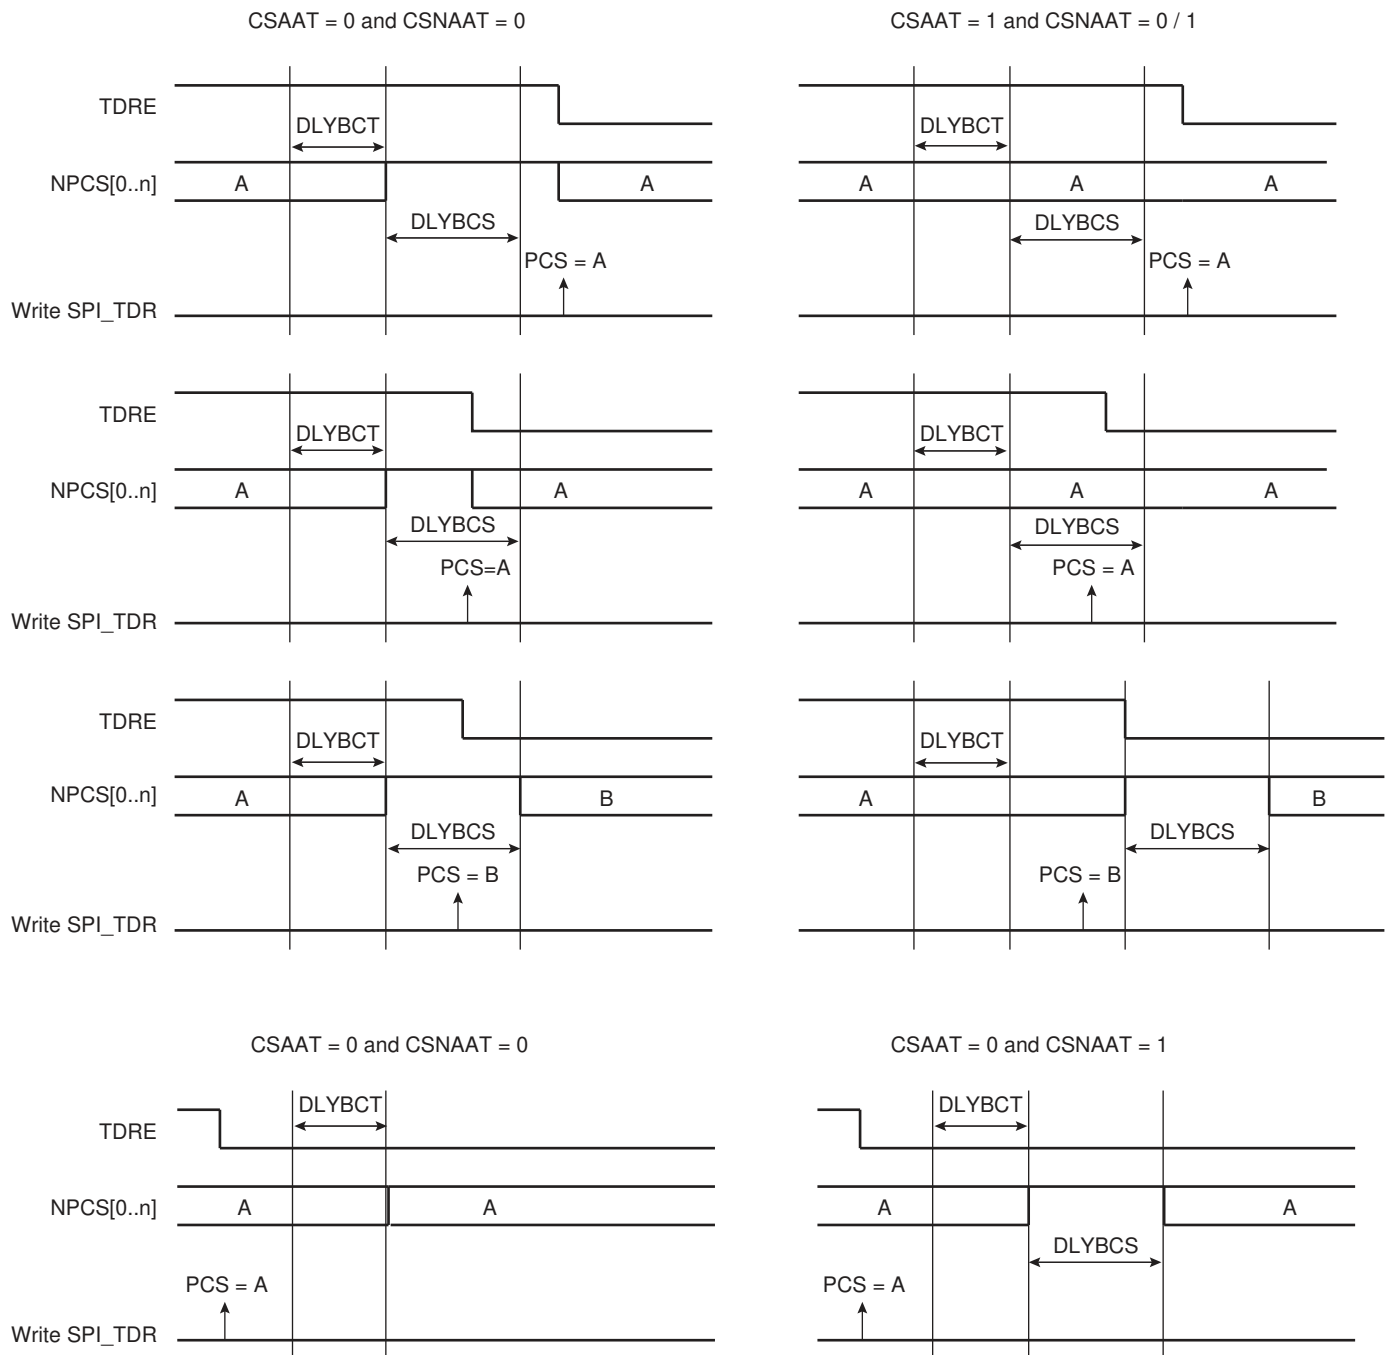 CSAAT = 0 and CSNAAT = 0
CSAAT = 1 and CSNAAT = 0 / 1
TDRE
DLYBCT
DLYBCT
NPCS[0..n]
A
A
A
A
A
DLYBCS
DLYBCS
PCS = A
PCS = A
Write SPI_TDR
TDRE
DLYBCT
DLYBCT
NPCS[0..n]
A
A
A
A
A
DLYBCS
DLYBCS
PCS=A
PCS = A
Write SPI_TDR
TDRE
DLYBCT
DLYBCT
NPCS[0..n]
A
B
A
B
DLYBCS
DLYBCS
PCS = B
PCS = B
Write SPI_TDR
CSAAT = 0 and CSNAAT = 0
CSAAT = 0 and CSNAAT = 1
DLYBCT
DLYBCT
TDRE
NPCS[0..n]
A
A
A
A
DLYBCS
PCS = A
PCS = A
Write SPI_TDR